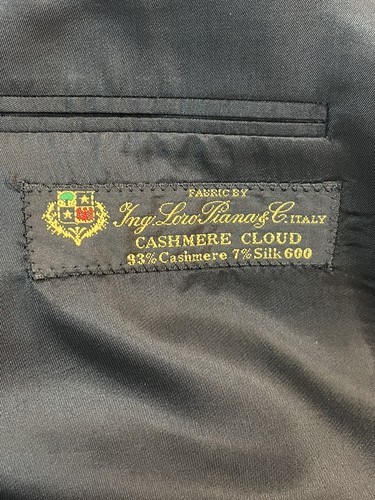 FABRIC BY
Ing. Loro Piana & C. ITALY
CASHMERE CLOUD
93% Cashmere 7% Silk 600